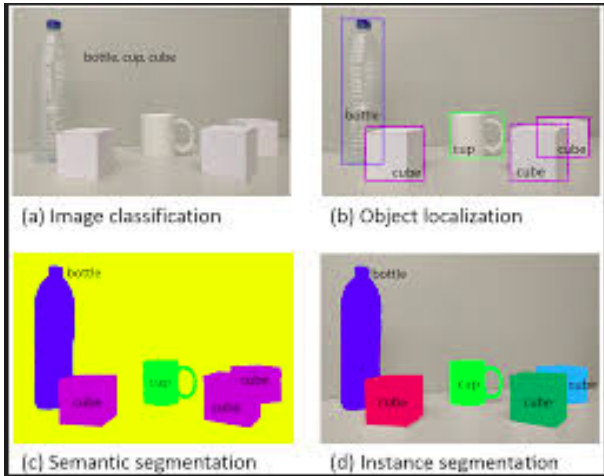 bottle, cup, cube
bottle
cup
cube
cube
cube
(a) Image classification
(b) Object localization
bottle
cup
cube
cube
cube
bottle
cup
cube
cube
cube
(c) Semantic segmentation
(d) Instance segmentation